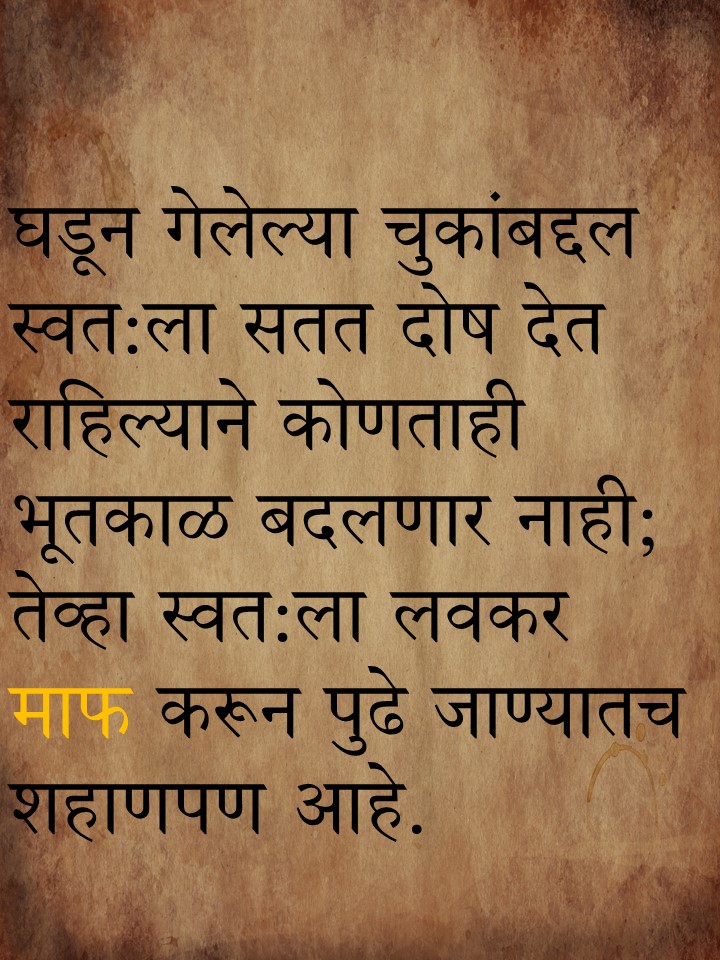 घडून गेलेल्या चुकांबद्दल
स्वत:ला सतत दोष देत
राहिल्याने कोणताही
भूतकाळ बदलणार नाही;
तेव्हा स्वत:ला लवकर
माफ करून पुढे जाण्यातच
शहाणपण आहे.